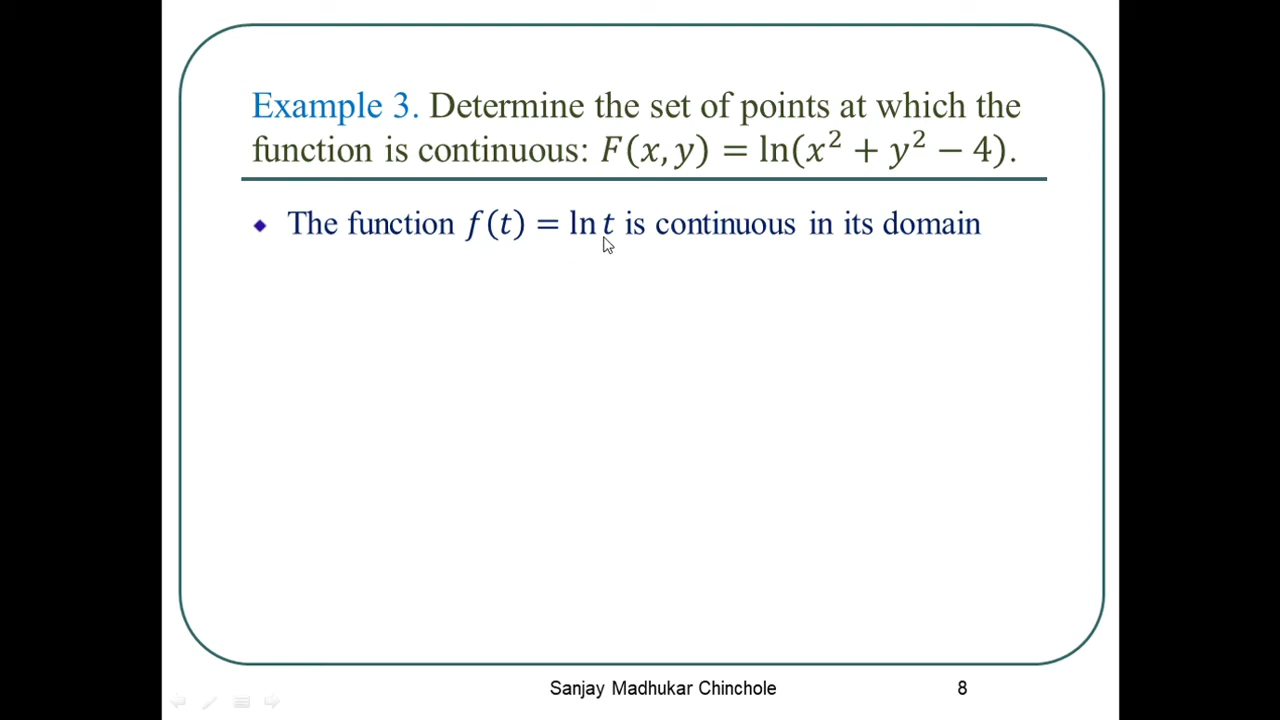 Example 3. Determine the set of points at which the
function is continuous: F(x, y) = ln(x² + y² − 4).
The function f(t) = ln t is continuous in its domain
Sanjay Madhukar Chinchole 8